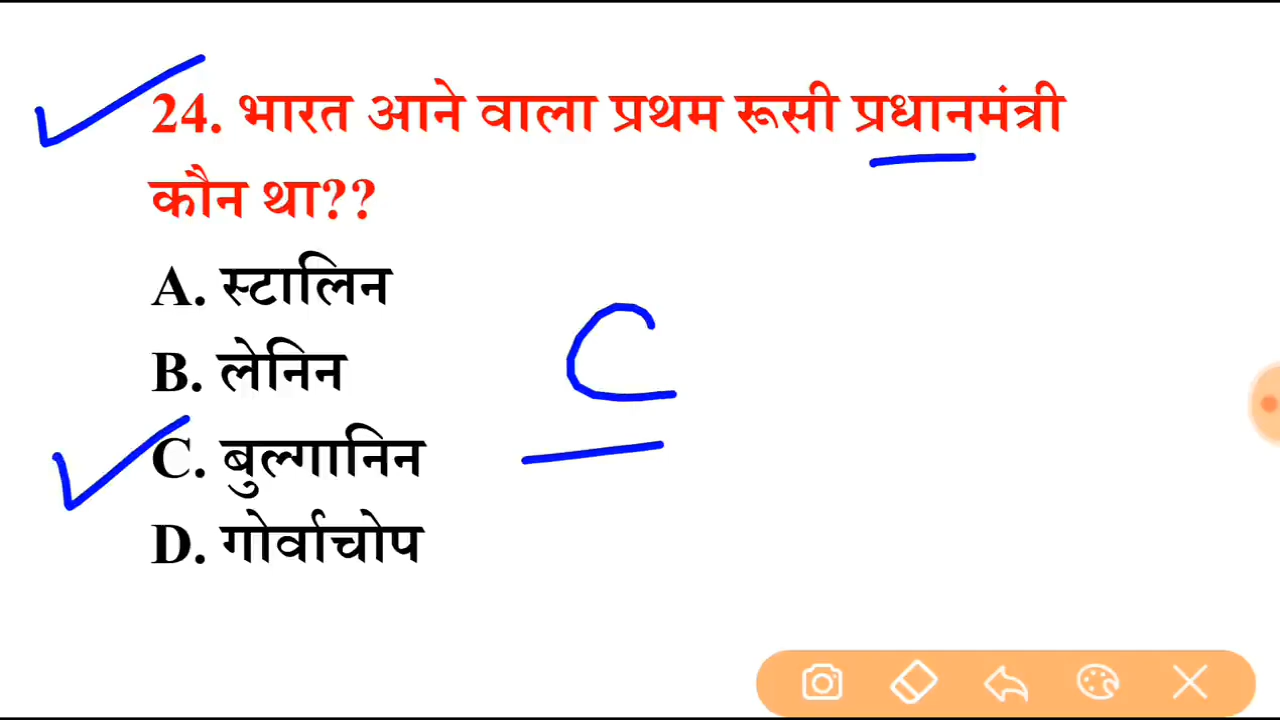 24. भारत आने वाला प्रथम रूसी प्रधानमंत्री
कौन था??
A. स्टालिन
B. लेनिन
C
C. बुल्गानिन
D. गोर्वाचोप